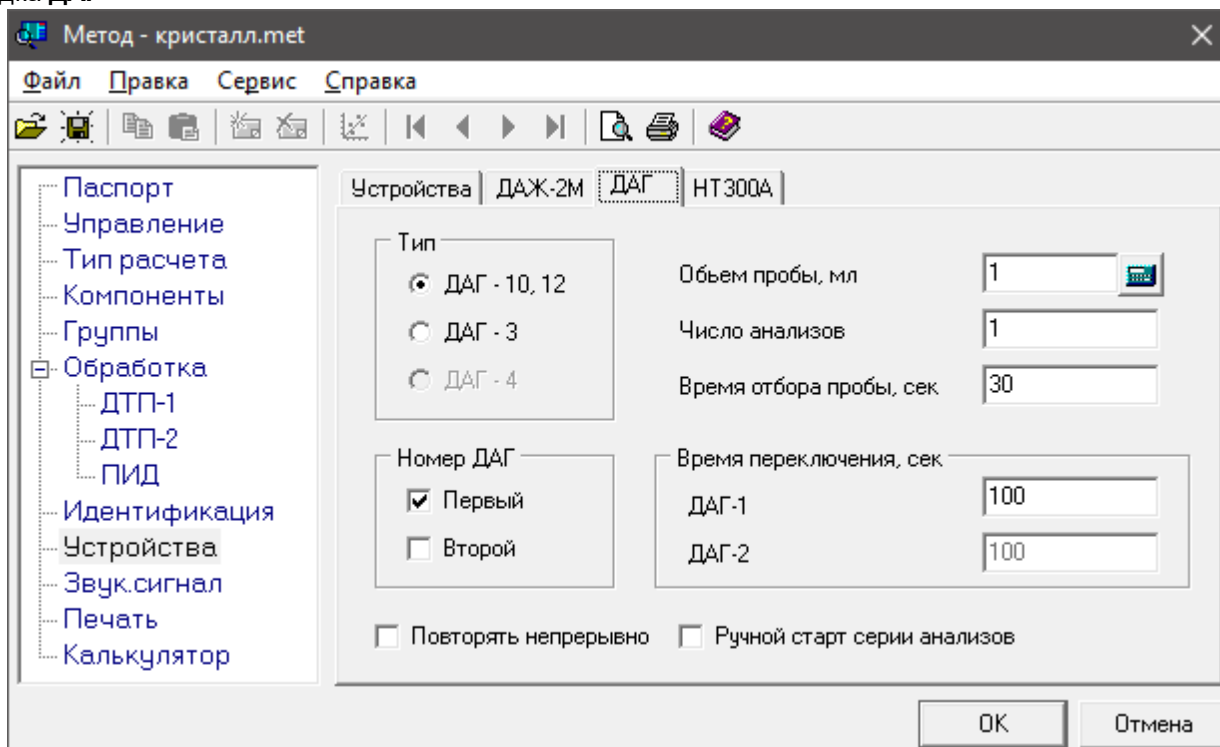 Метод - кристалл.met
Файл Правка Сервис Справка
Паспорт
Управление
Тип расчета
Компоненты
Группы
Обработка
ДТП-1
ДТП-2
ПИД
Идентификация
Устройства
Звук.сигнал
Печать
Калькулятор
Устройства ДАЖ-2М ДАГ НТ300А
Тип
ДАГ - 10, 12
ДАГ - 3
ДАГ - 4
Обьем пробы, мл 1
Число анализов 1
Время отбора пробы, сек 30
Номер ДАГ
Первый
Второй
Время переключения, сек
ДАГ-1 100
ДАГ-2 100
Повторять непрерывно Ручной старт серии анализов
OK Отмена